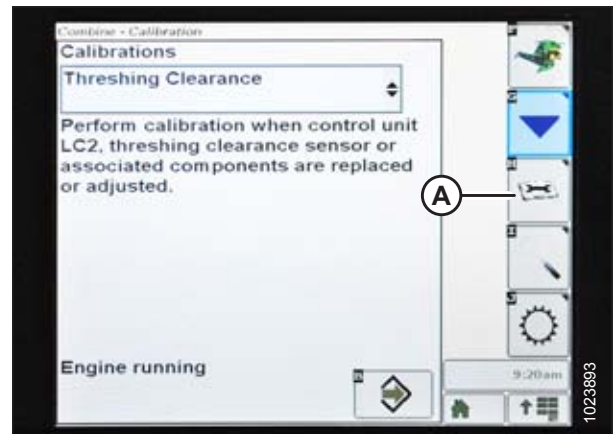 Combine - Calibration
Calibrations
Threshing Clearance
Perform calibration when control unit
LC2, threshing clearance sensor or
associated components are replaced
or adjusted.
A
Engine running
9:20am
1023893